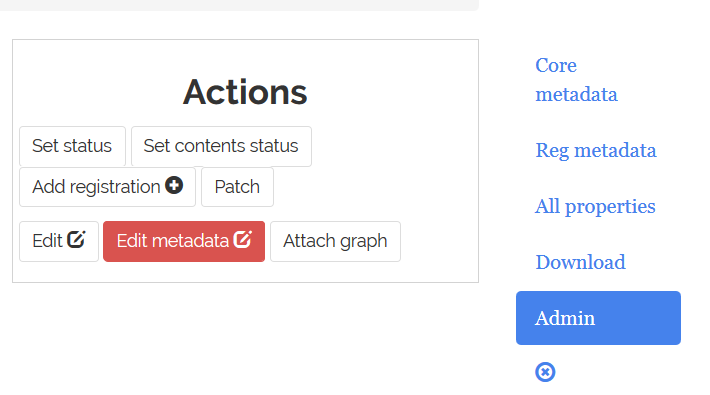 Actions
Set status Set contents status
Add registration Patch
Edit Edit metadata Attach graph
Core
metadata
Reg metadata
All properties
Download
Admin